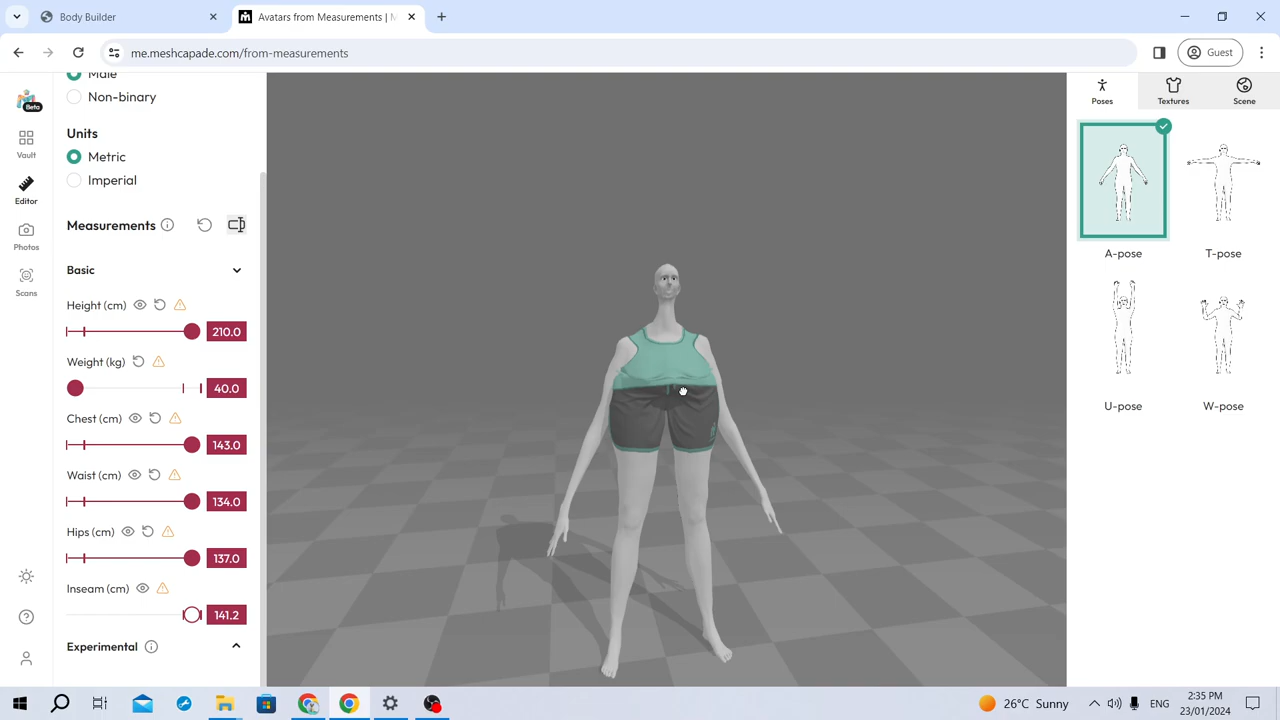 Body Builder
Avatars from Measurements | M
me.meshcapade.com/from-measurements
Guest
Beta
Vault
Editor
Photos
Scans
Male
Non-binary
Units
Metric
Imperial
Measurements
Basic
Height (cm)
210.0
Weight (kg)
40.0
Chest (cm)
143.0
Waist (cm)
134.0
Hips (cm)
137.0
Inseam (cm)
141.2
Experimental
Poses
Textures
Scene
A-pose
T-pose
U-pose
W-pose
26°C Sunny
ENG
2:35 PM
23/01/2024